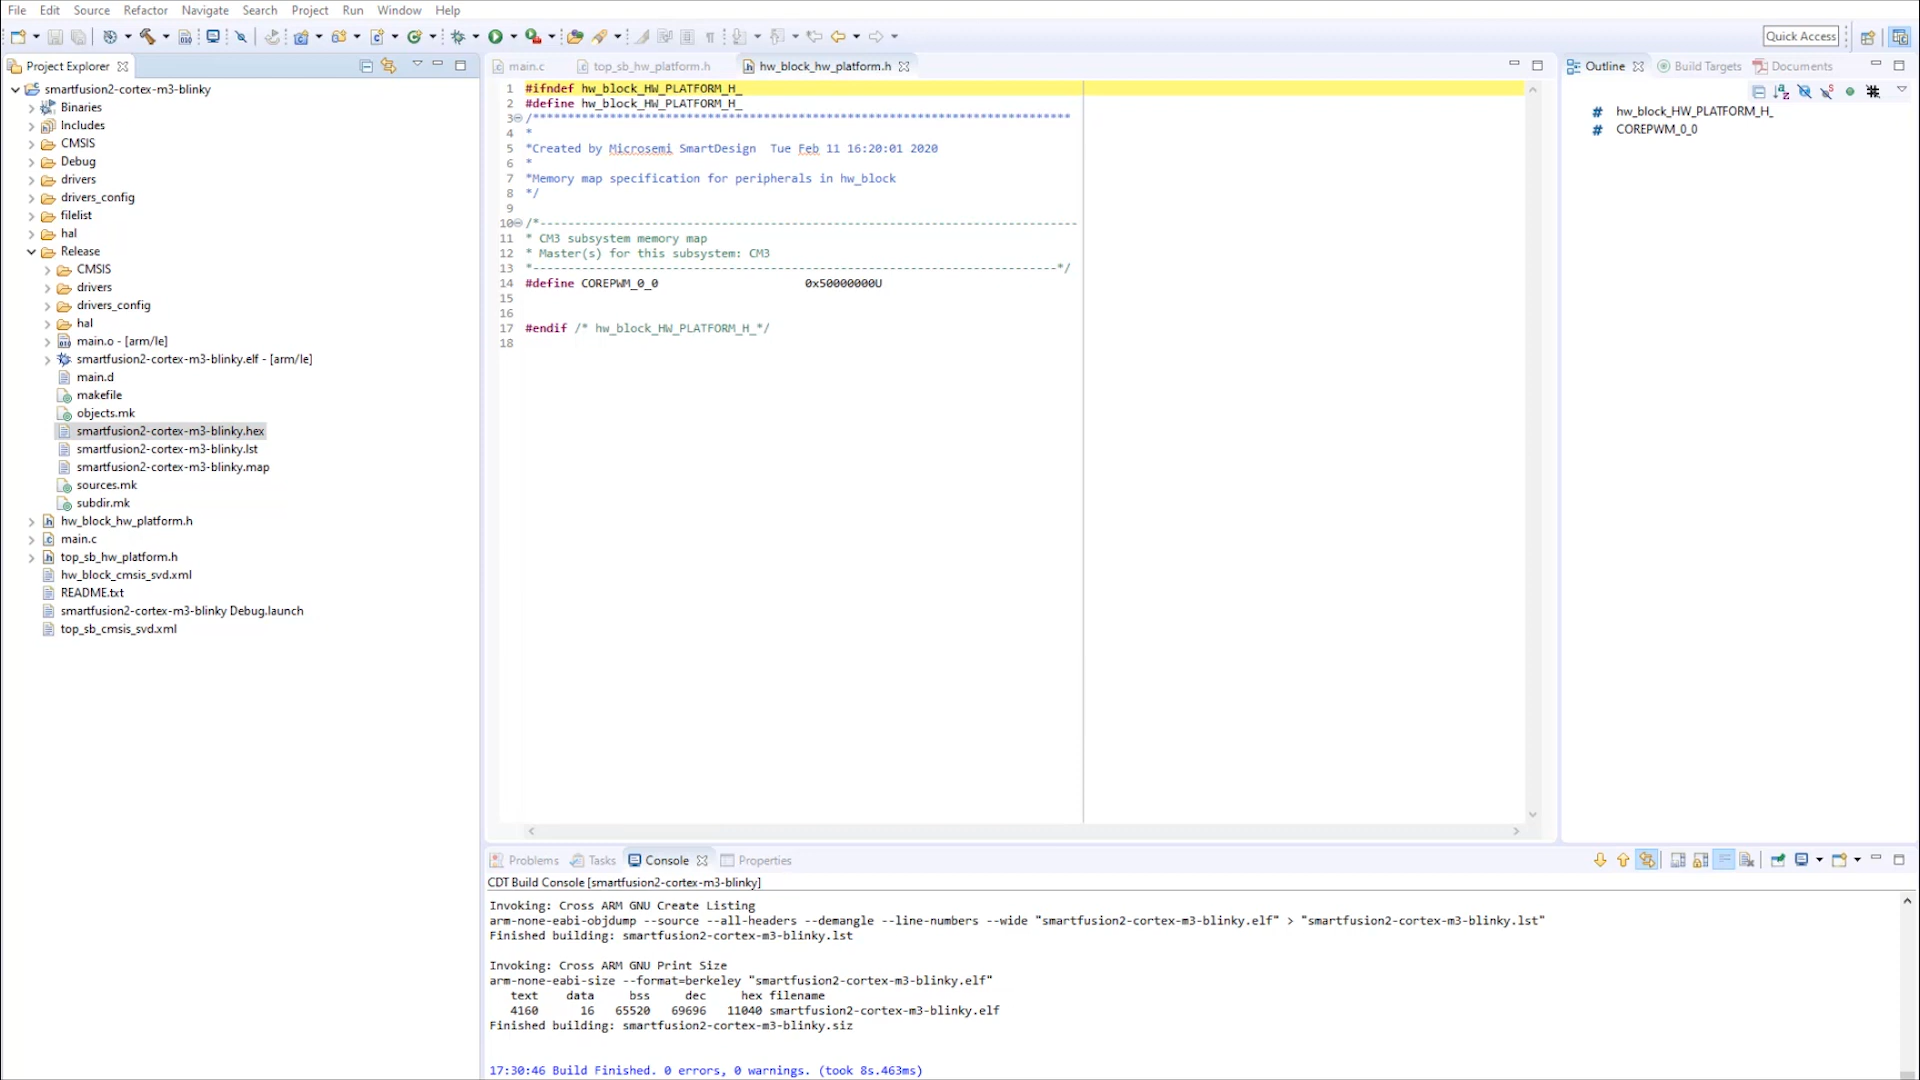 File Edit Source Refactor Navigate Search Project Run Window Help
Quick Access
Project Explorer
smartfusion2-cortex-m3-blinky
Binaries
Includes
CMSIS
Debug
drivers
drivers_config
filelist
hal
Release
CMSIS
drivers
drivers_config
hal
main.o - [arm/le]
smartfusion2-cortex-m3-blinky.elf - [arm/le]
main.d
makefile
objects.mk
smartfusion2-cortex-m3-blinky.hex
smartfusion2-cortex-m3-blinky.lst
smartfusion2-cortex-m3-blinky.map
sources.mk
subdir.mk
hw_block_hw_platform.h
main.c
top_sb_hw_platform.h
hw_block_cmsis_svd.xml
README.txt
smartfusion2-cortex-m3-blinky Debug.launch
top_sb_cmsis_svd.xml
main.c top_sb_hw_platform.h hw_block_hw_platform.h
1 #ifndef hw_block_HW_PLATFORM_H_
2 #define hw_block_HW_PLATFORM_H_
3 /*****************************************************************************
4 *
5 *Created by Microsemi SmartDesign  Tue Feb 11 16:20:01 2020
6 *
7 *Memory map specification for peripherals in hw_block
8 */
9
10 /*-----------------------------------------------------------------------------
11 * CM3 subsystem memory map
12 * Master(s) for this subsystem: CM3
13 *---------------------------------------------------------------------------*/
14 #define COREPWM_0_0                     0x50000000U
15
16
17 #endif /* hw_block_HW_PLATFORM_H_*/
18
Outline Build Targets Documents
hw_block_HW_PLATFORM_H_
COREPWM_0_0
Problems Tasks Console Properties
CDT Build Console [smartfusion2-cortex-m3-blinky]
Invoking: Cross ARM GNU Create Listing
arm-none-eabi-objdump --source --all-headers --demangle --line-numbers --wide "smartfusion2-cortex-m3-blinky.elf" > "smartfusion2-cortex-m3-blinky.lst"
Finished building: smartfusion2-cortex-m3-blinky.lst
Invoking: Cross ARM GNU Print Size
arm-none-eabi-size --format=berkeley "smartfusion2-cortex-m3-blinky.elf"
text data bss dec hex filename
4160 16 65520 69696 11040 smartfusion2-cortex-m3-blinky.elf
Finished building: smartfusion2-cortex-m3-blinky.siz
17:30:46 Build Finished. 0 errors, 0 warnings. (took 8s.463ms)